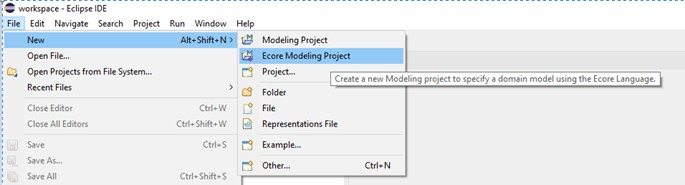 workspace - Eclipse IDE
File Edit Navigate Search Project Run Window Help
New Alt+Shift+N >
Modeling Project
Open File...
Ecore Modeling Project
Open Projects from File System...
Project...
Create a new Modeling project to specify a domain model using the Ecore Language.
Recent Files >
Folder
Close Editor Ctrl+W
File
Close All Editors Ctrl+Shift+W
Representations File
Save Ctrl+S
Example...
Save As...
Other... Ctrl+N
Save All Ctrl+Shift+S